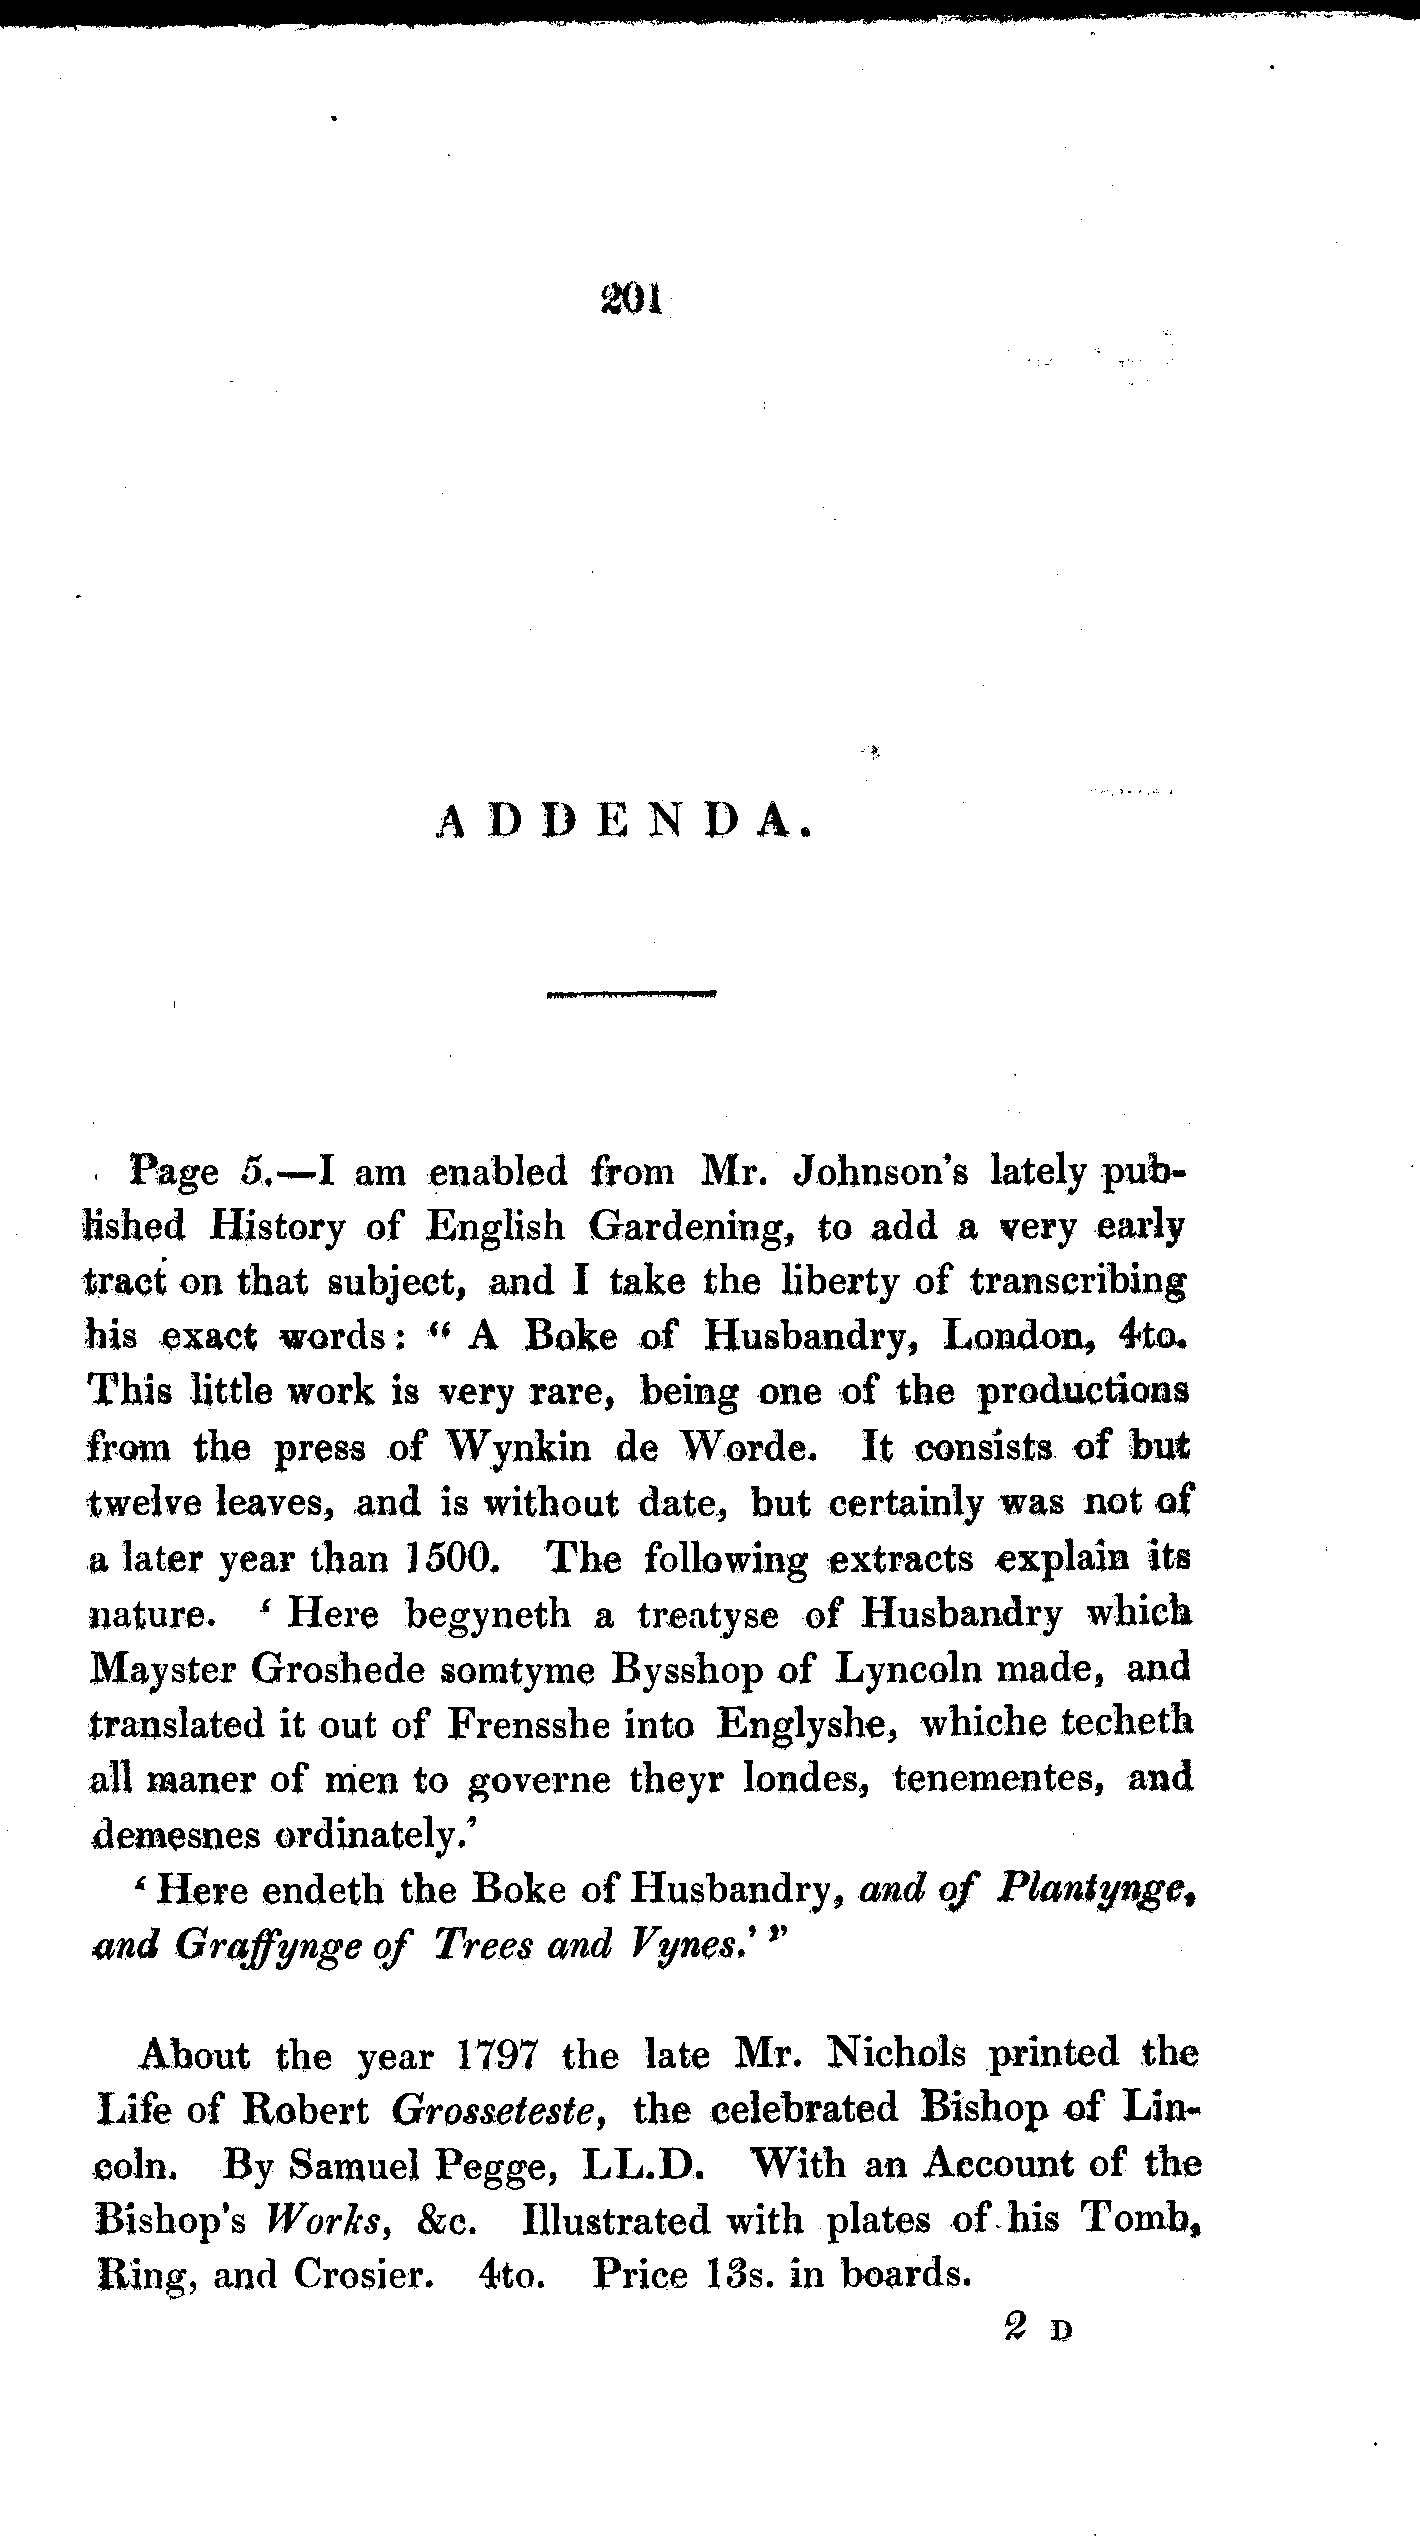 201
ADDENDA.
Page 5.—I am enabled from Mr. Johnson's lately pub-
lished History of English Gardening, to add a very early
tract on that subject, and I take the liberty of transcribing
his exact words: “ A Boke of Husbandry, London, 4to.
This little work is very rare, being one of the productions
from the press of Wynkin de Worde. It consists of but
twelve leaves, and is without date, but certainly was not of
a later year than 1500. The following extracts explain its
nature. ‘ Here begyneth a treatyse of Husbandry which
Mayster Groshede somtyme Bysshop of Lyncoln made, and
translated it out of Frensshe into Englyshe, whiche techeth
all maner of men to governe theyr londes, tenementes, and
demesnes ordinately.’
‘ Here endeth the Boke of Husbandry, and of Plantynge,
and Graffynge of Trees and Vynes.’ ”
About the year 1797 the late Mr. Nichols printed the
Life of Robert Grosseteste, the celebrated Bishop of Lin-
coln. By Samuel Pegge, LL.D. With an Account of the
Bishop's Works, &c. Illustrated with plates of his Tomb,
Ring, and Crosier. 4to. Price 13s. in boards.
2 D